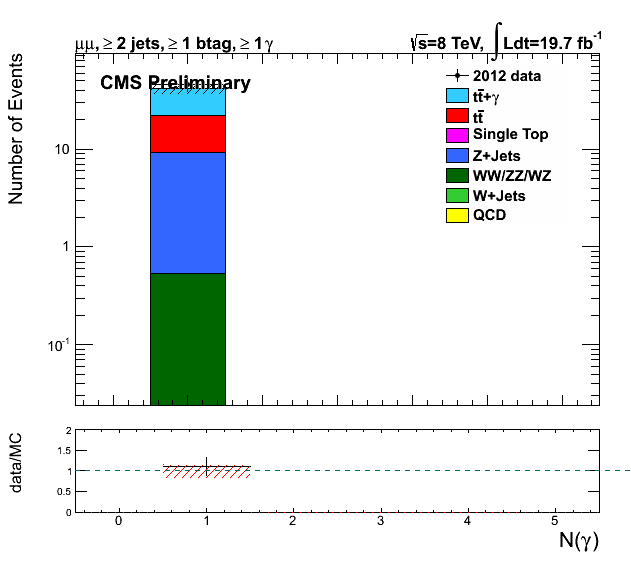 μμ, ≥ 2 jets, ≥ 1 btag, ≥ 1 γ
√s=8 TeV, ∫ Ldt=19.7 fb⁻¹
CMS Preliminary
2012 data
tt̄+γ
tt̄
Single Top
Z+Jets
WW/ZZ/WZ
W+Jets
QCD
Number of Events
10
1
10⁻¹
data/MC
2
1.5
1
0.5
0
0 1 2 3 4 5
N(γ)